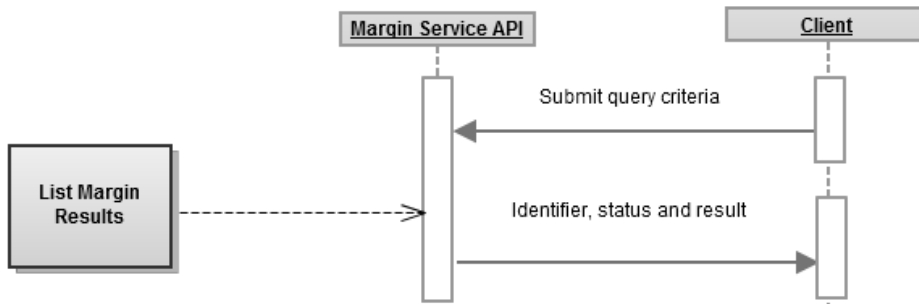 Margin Service API
Client
Submit query criteria
List Margin
Results
Identifier, status and result